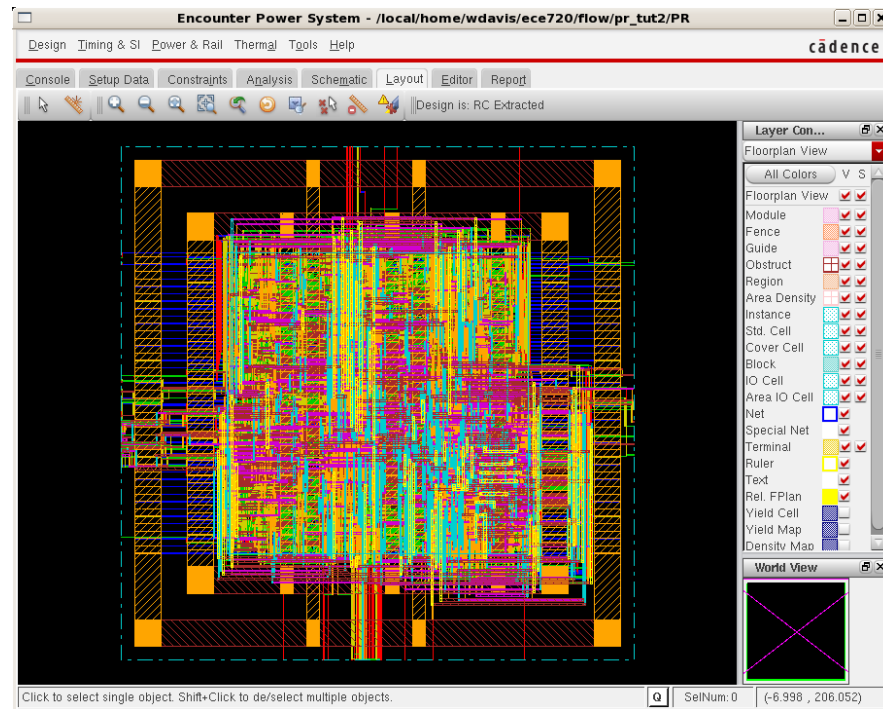 Encounter Power System - /local/home/wdavis/ece720/flow/pr_tut2/PR
Design Timing & SI Power & Rail Thermal Tools Help
cādence
Console Setup Data Constraints Analysis Schematic Layout Editor Report
Design is: RC Extracted
Layer Con...
Floorplan View
All Colors V S
Floorplan View
Module
Fence
Guide
Obstruct
Region
Area Density
Instance
Std. Cell
Cover Cell
Block
IO Cell
Area IO Cell
Net
Special Net
Terminal
Ruler
Text
Rel. FPlan
Yield Cell
Yield Map
Density Map
World View
Click to select single object. Shift+Click to de/select multiple objects.
Q SelNum: 0 (-6.998 , 206.052)